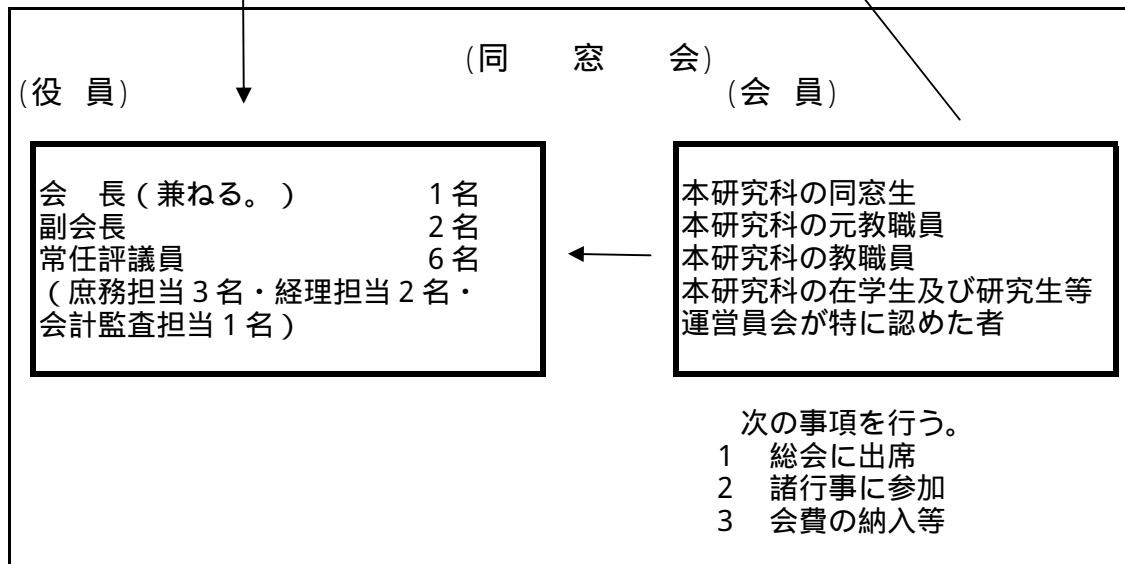 (同　窓　会)
(役 員)
(会 員)
会　長（兼ねる。）　1名
副会長　2名
常任評議員　6名
（庶務担当３名・経理担当２名・
会計監査担当１名）
本研究科の同窓生
本研究科の元教職員
本研究科の教職員
本研究科の在学生及び研究生等
運営員会が特に認めた者
次の事項を行う。
1　総会に出席
2　諸行事に参加
3　会費の納入等